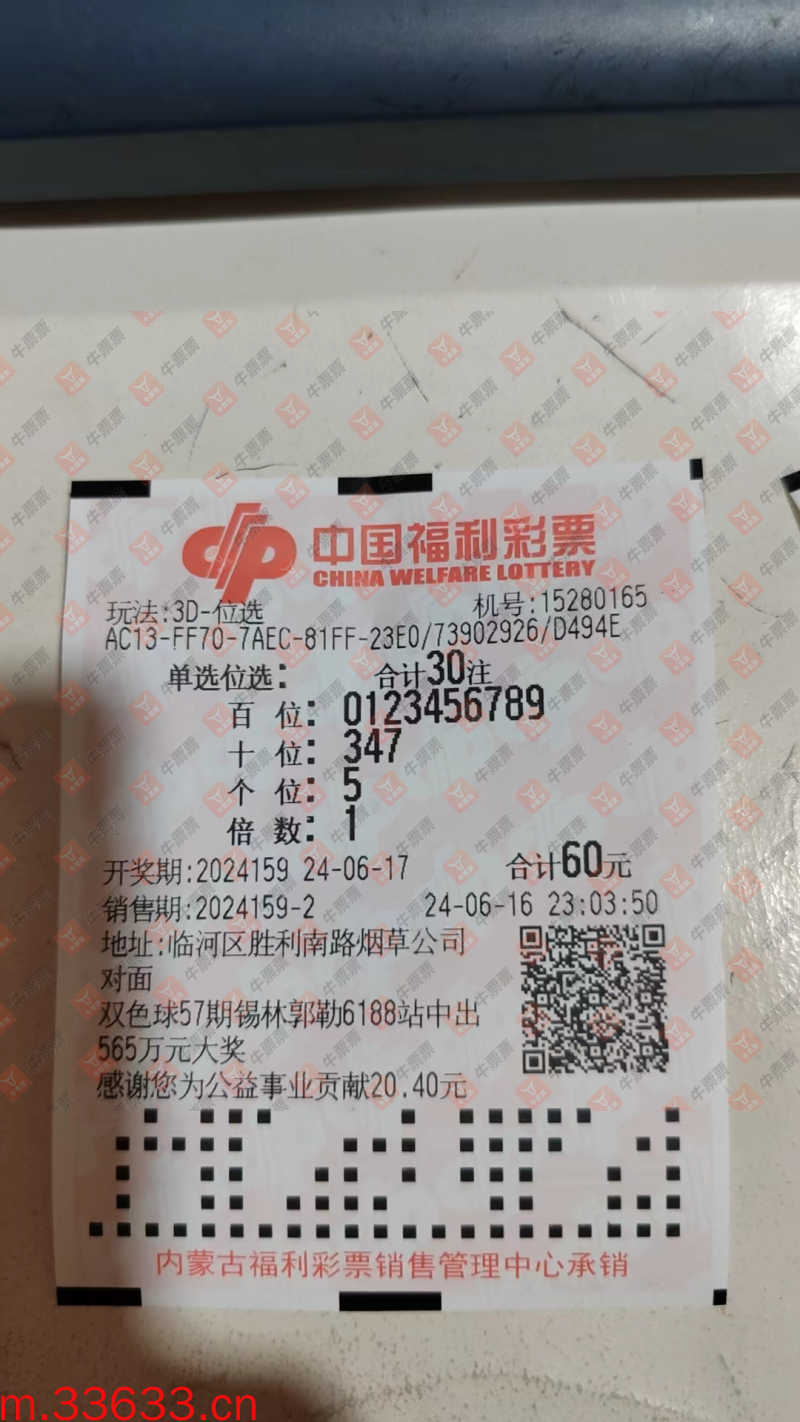 中国福利彩票
CHINA WELFARE LOTTERY
玩法:3D-位选 机号:15280165
AC13-FF70-7AEC-81FF-23E0/73902926/D494E
单选位选: 合计30注
百 位: 0123456789
十 位: 347
个 位: 5
倍 数: 1
开奖期:2024159 24-06-17 合计60元
销售期:2024159-2 24-06-16 23:03:50
地址:临河区胜利南路烟草公司
对面
双色球57期锡林郭勒6188站中出
565万元大奖
感谢您为公益事业贡献20.40元
内蒙古福利彩票销售管理中心承销
牛票票
m.33633.cn